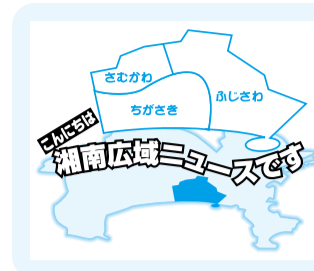 さむかわ
ふじさわ
ちがさき
こんにちは
湘南広域ニュースです